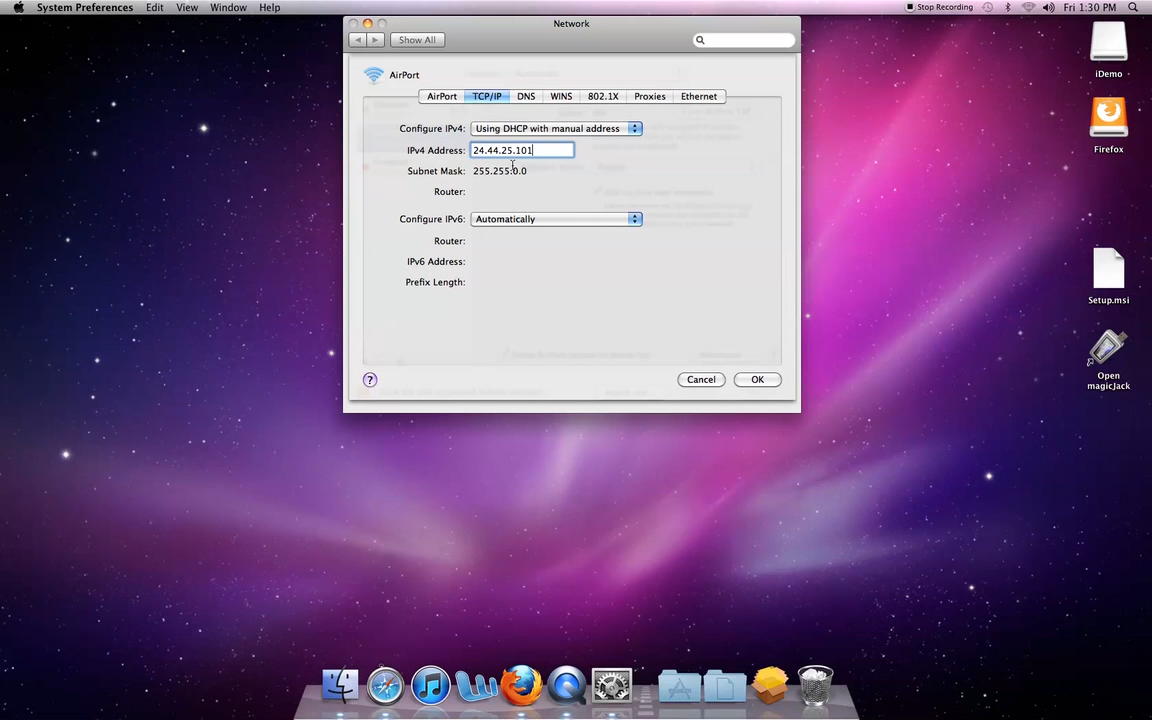 System Preferences Edit View Window Help Stop Recording Fri 1:30 PM
Network
Show All
AirPort
AirPort TCP/IP DNS WINS 802.1X Proxies Ethernet
Configure IPv4: Using DHCP with manual address
IPv4 Address: 24.44.25.101
Subnet Mask: 255.255.0.0
Router:
Configure IPv6: Automatically
Router:
IPv6 Address:
Prefix Length:
? Cancel OK
iDemo
Firefox
Setup.msi
Open
magicJack